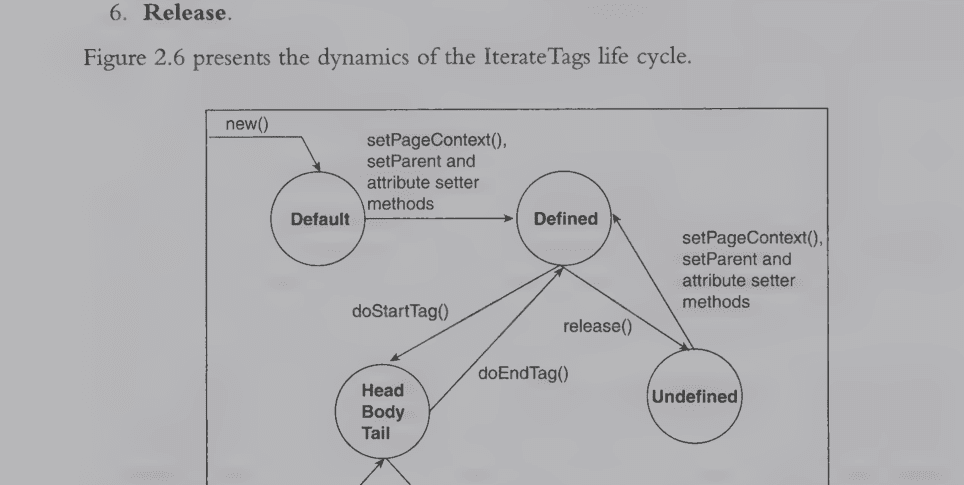 6. Release.
Figure 2.6 presents the dynamics of the IterateTags life cycle.
new()
setPageContext(),
setParent and
attribute setter
methods
Default
Defined
setPageContext(),
setParent and
attribute setter
methods
doStartTag()
release()
doEndTag()
Head
Body
Tail
Undefined